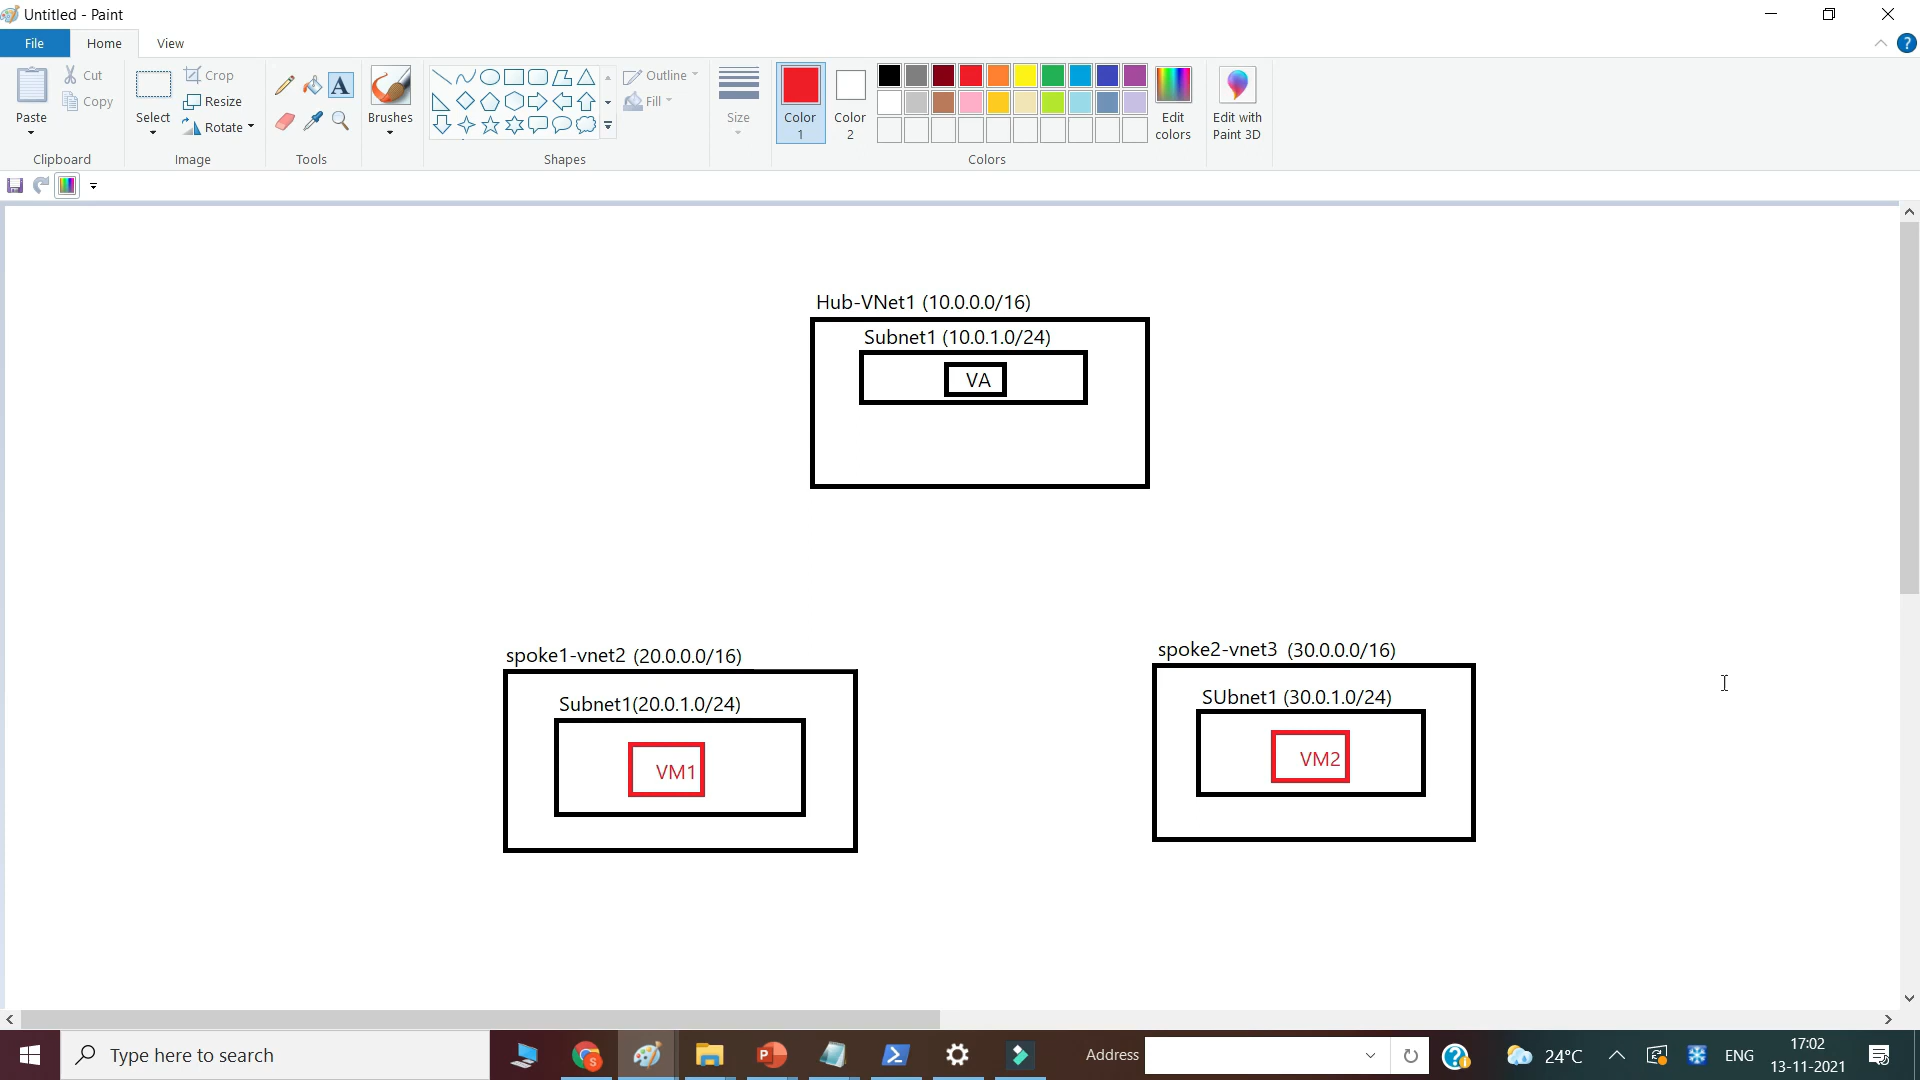 Untitled - Paint
File Home View
Paste
Cut
Copy
Clipboard
Select
Crop
Resize
Rotate
Image
A
Tools
Brushes
Shapes
Outline
Fill
Size
Color 1
Color 2
Colors
Edit colors
Edit with Paint 3D
?
Hub-VNet1 (10.0.0.0/16)
Subnet1 (10.0.1.0/24)
VA
spoke1-vnet2 (20.0.0.0/16)
Subnet1(20.0.1.0/24)
VM1
spoke2-vnet3 (30.0.0.0/16)
SUbnet1 (30.0.1.0/24)
VM2
Type here to search
Address
24°C
ENG
17:02
13-11-2021